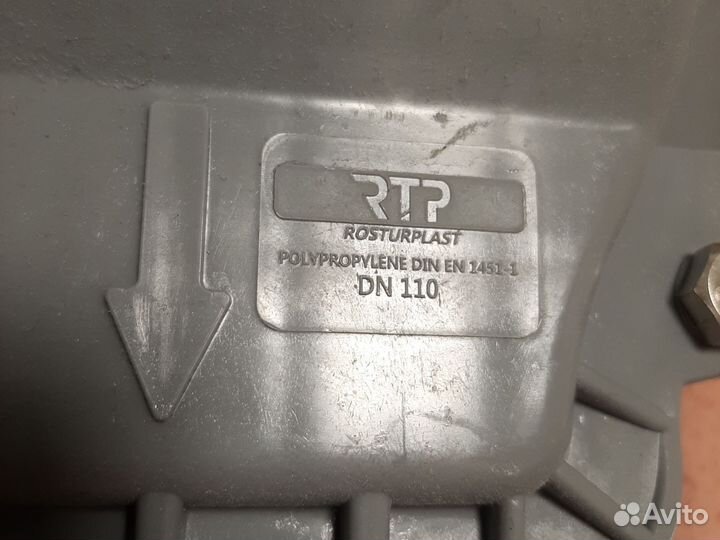 RTP
ROSTURPLAST
POLYPROPYLENE DIN EN 1451-1
DN 110
Avito